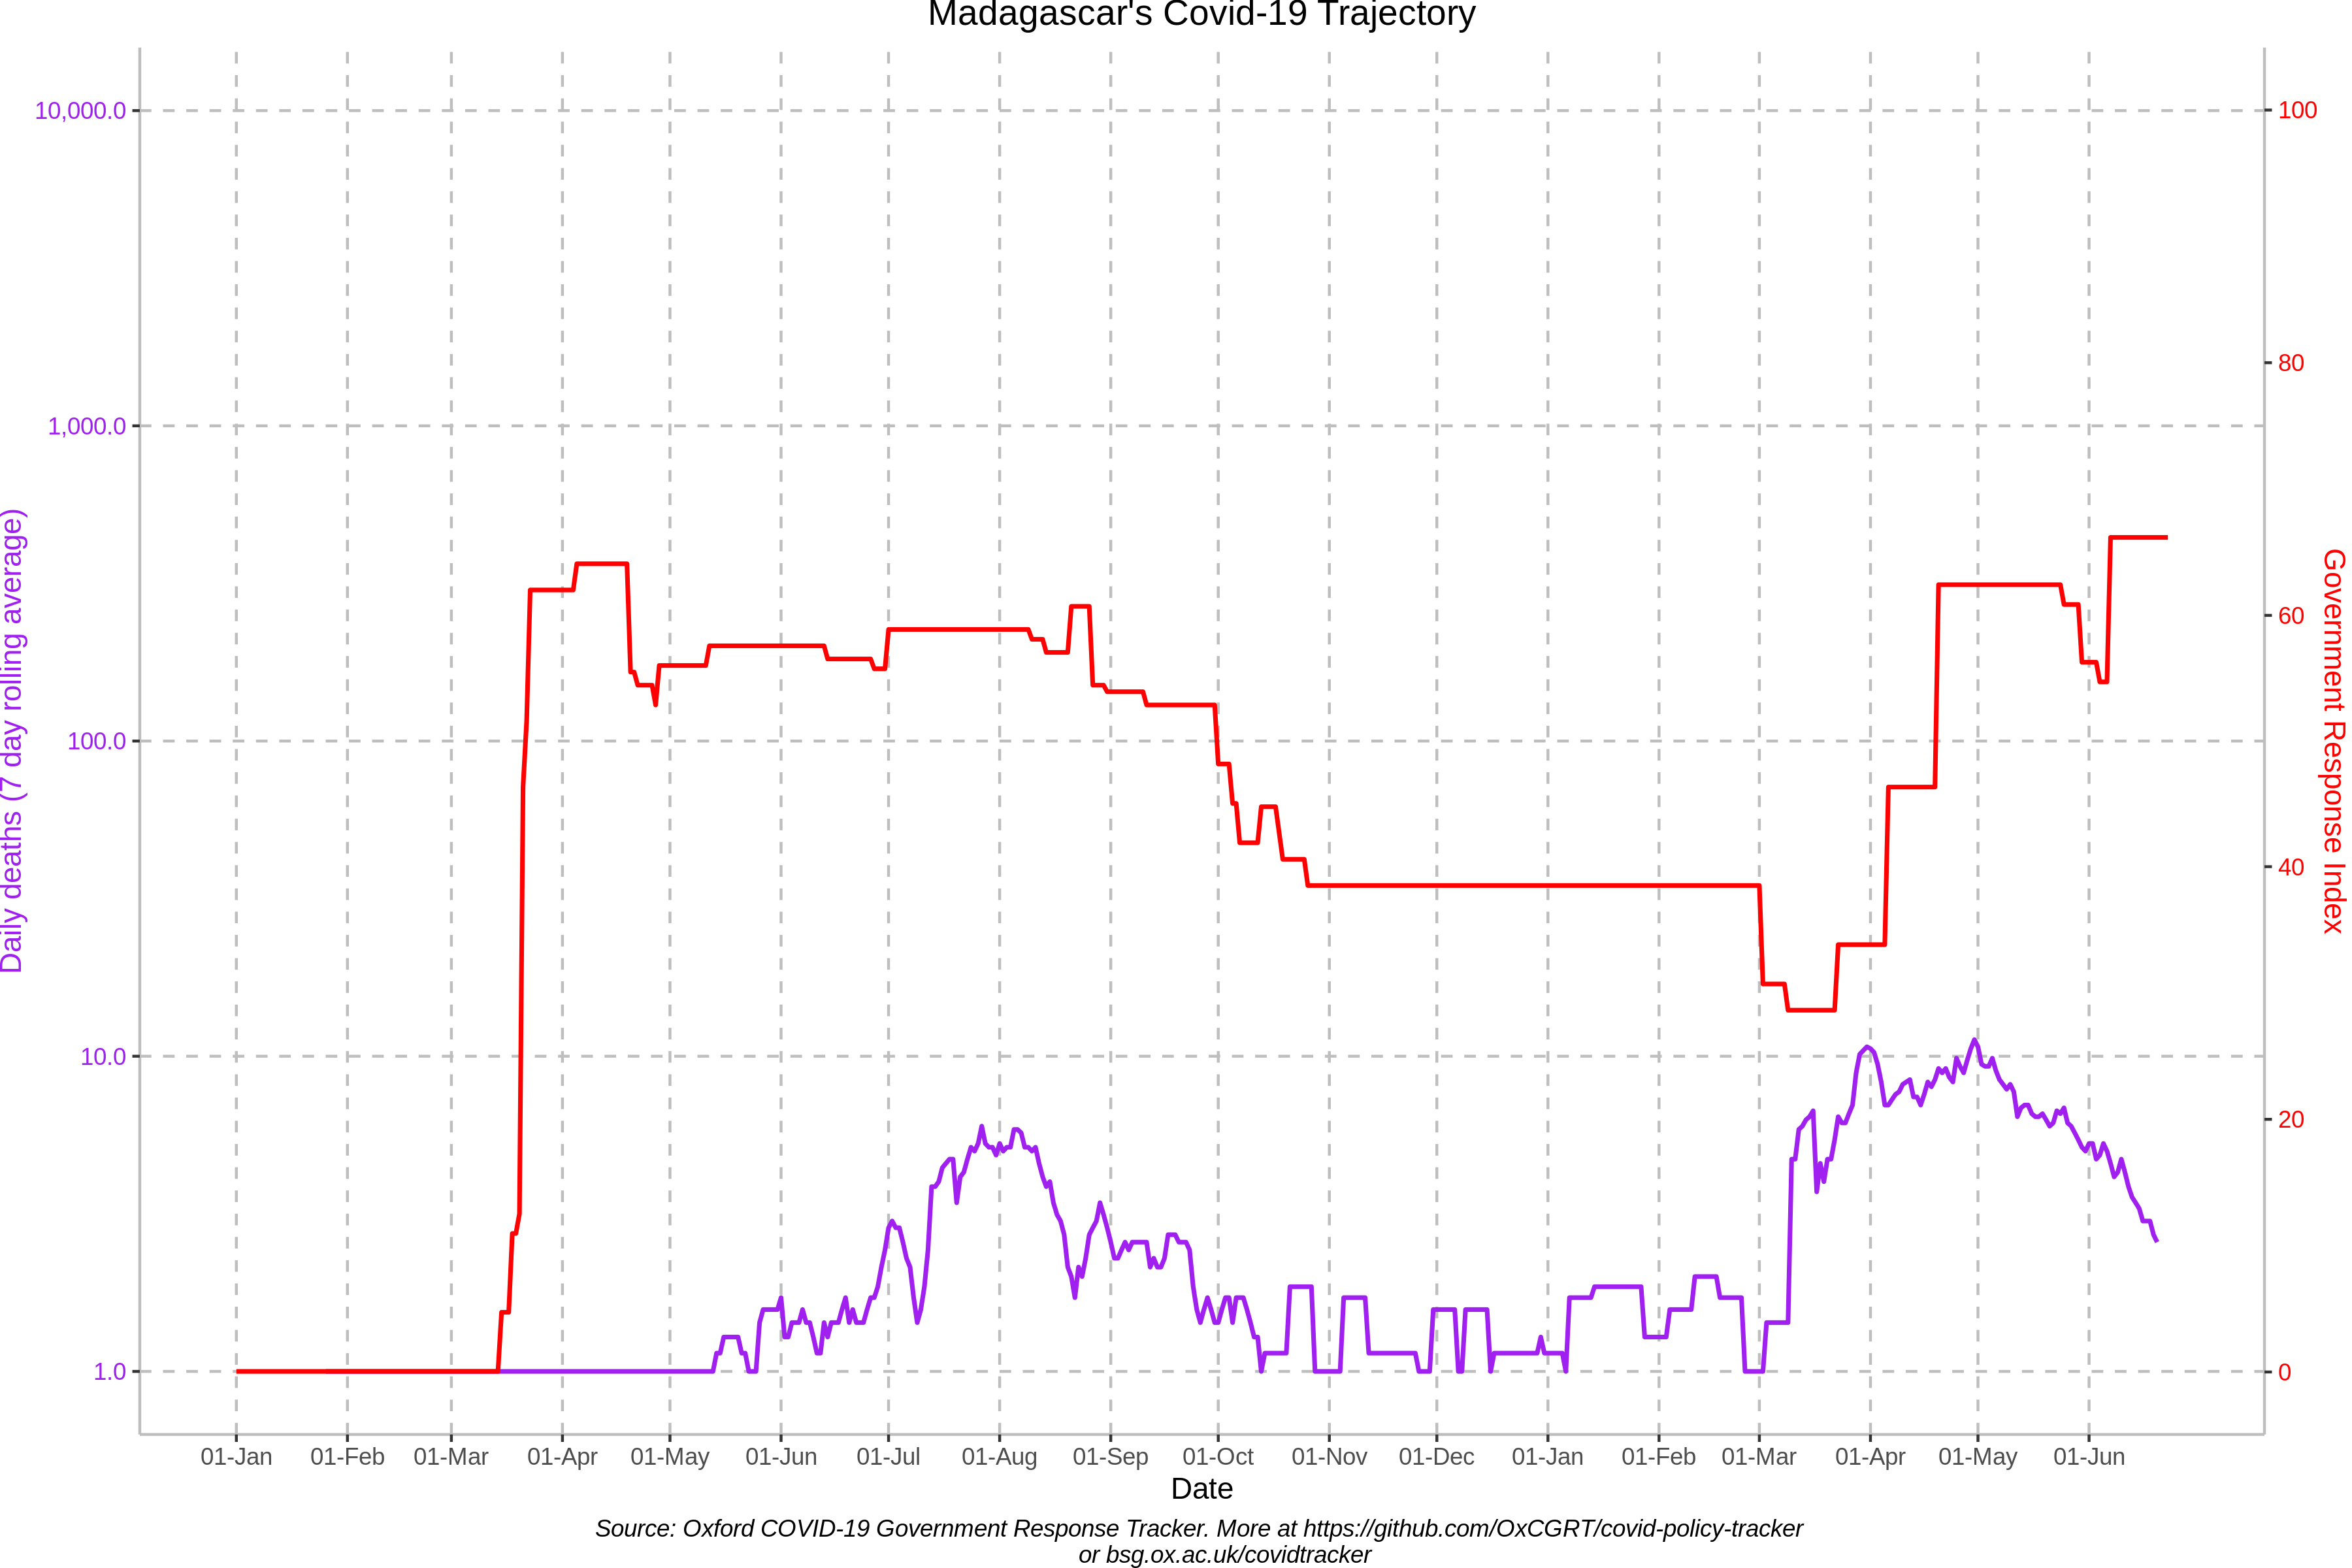 Madagascar's Covid-19 Trajectory
10,000.0
1,000.0
100.0
10.0
1.0
Daily deaths (7 day rolling average)
100
80
60
40
20
0
Government Response Index
01-Jan 01-Feb 01-Mar 01-Apr 01-May 01-Jun 01-Jul 01-Aug 01-Sep 01-Oct 01-Nov 01-Dec 01-Jan 01-Feb 01-Mar 01-Apr 01-May 01-Jun
Date
Source: Oxford COVID-19 Government Response Tracker. More at https://github.com/OxCGRT/covid-policy-tracker
or bsg.ox.ac.uk/covidtracker